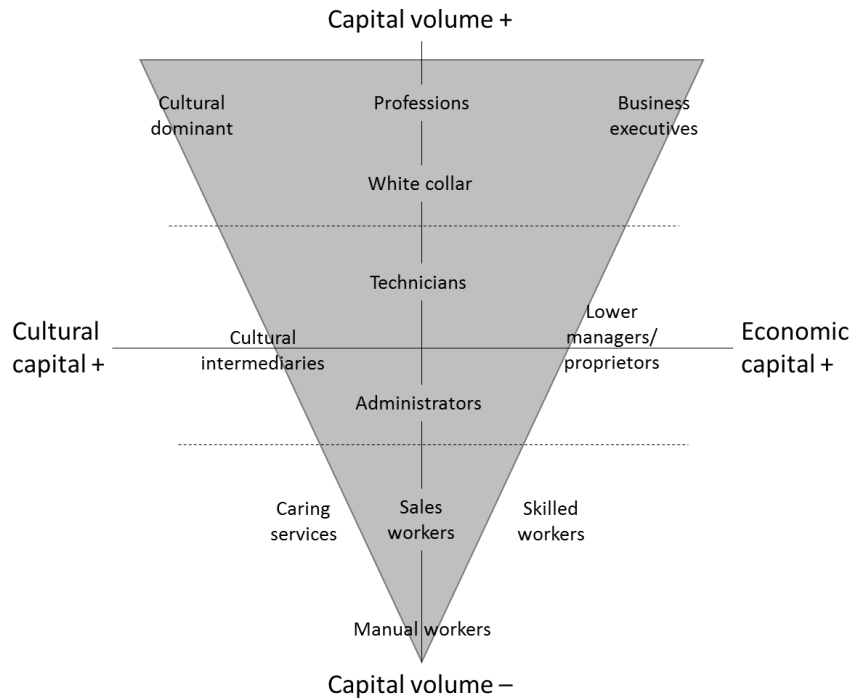 Capital volume +
Cultural
dominant
Professions
Business
executives
White collar
Technicians
Cultural
capital +
Cultural
intermediaries
Lower
managers/
proprietors
Economic
capital +
Administrators
Caring
services
Sales
workers
Skilled
workers
Manual workers
Capital volume –